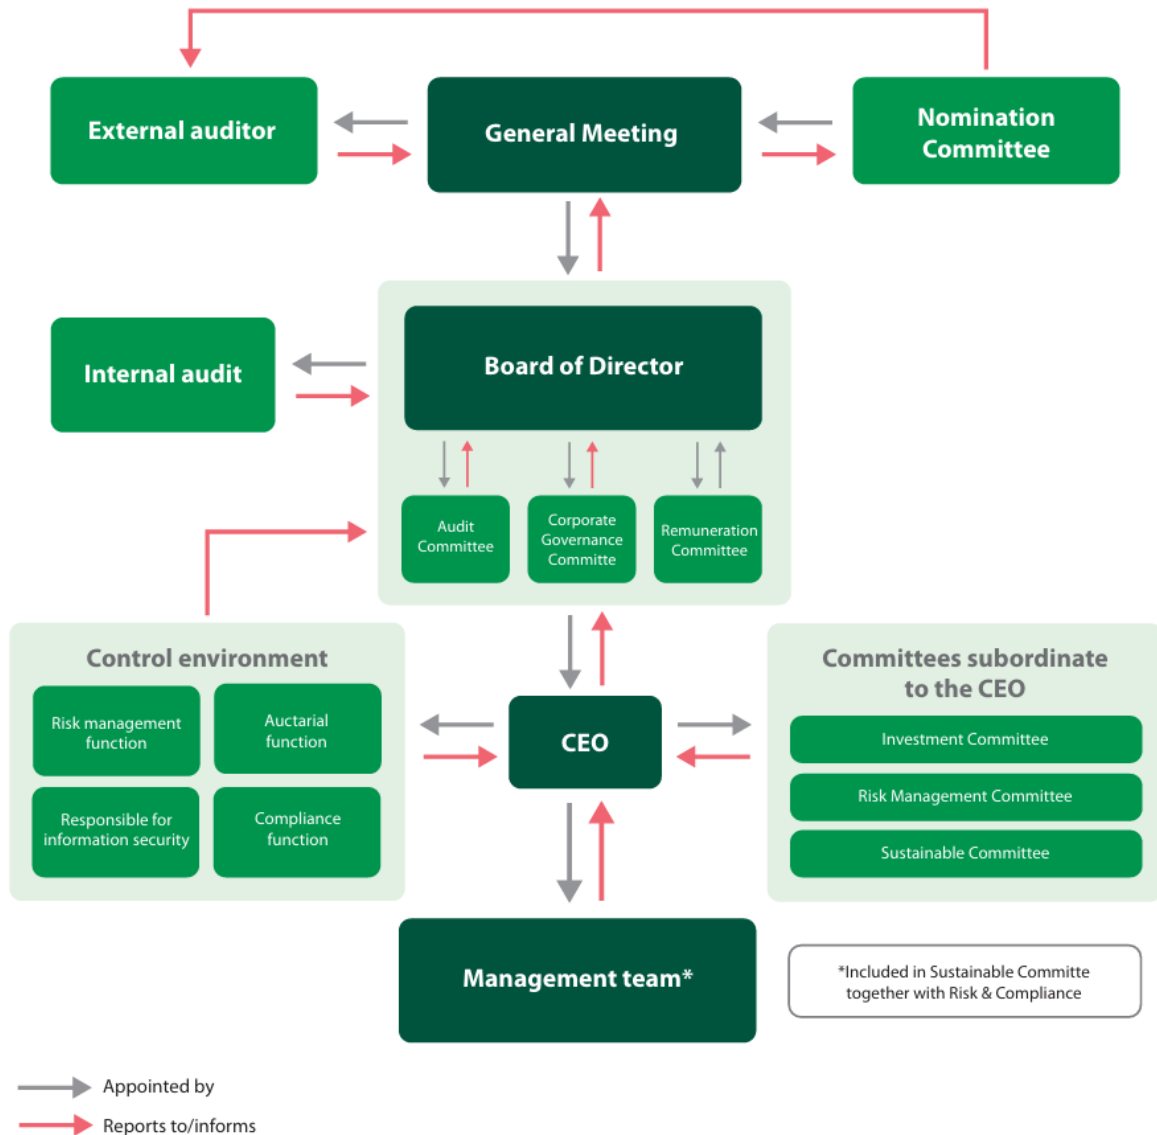 External auditor
General Meeting
Nomination
Committee
Internal audit
Board of Director
Audit
Committee
Corporate
Governance
Committe
Remuneration
Committee
Control environment
Risk management
function
Auctarial
function
Responsible for
information security
Compliance
function
CEO
Committees subordinate
to the CEO
Investment Committee
Risk Management Committee
Sustainable Committee
Management team*
*Included in Sustainable Committe
together with Risk & Compliance
Appointed by
Reports to/informs